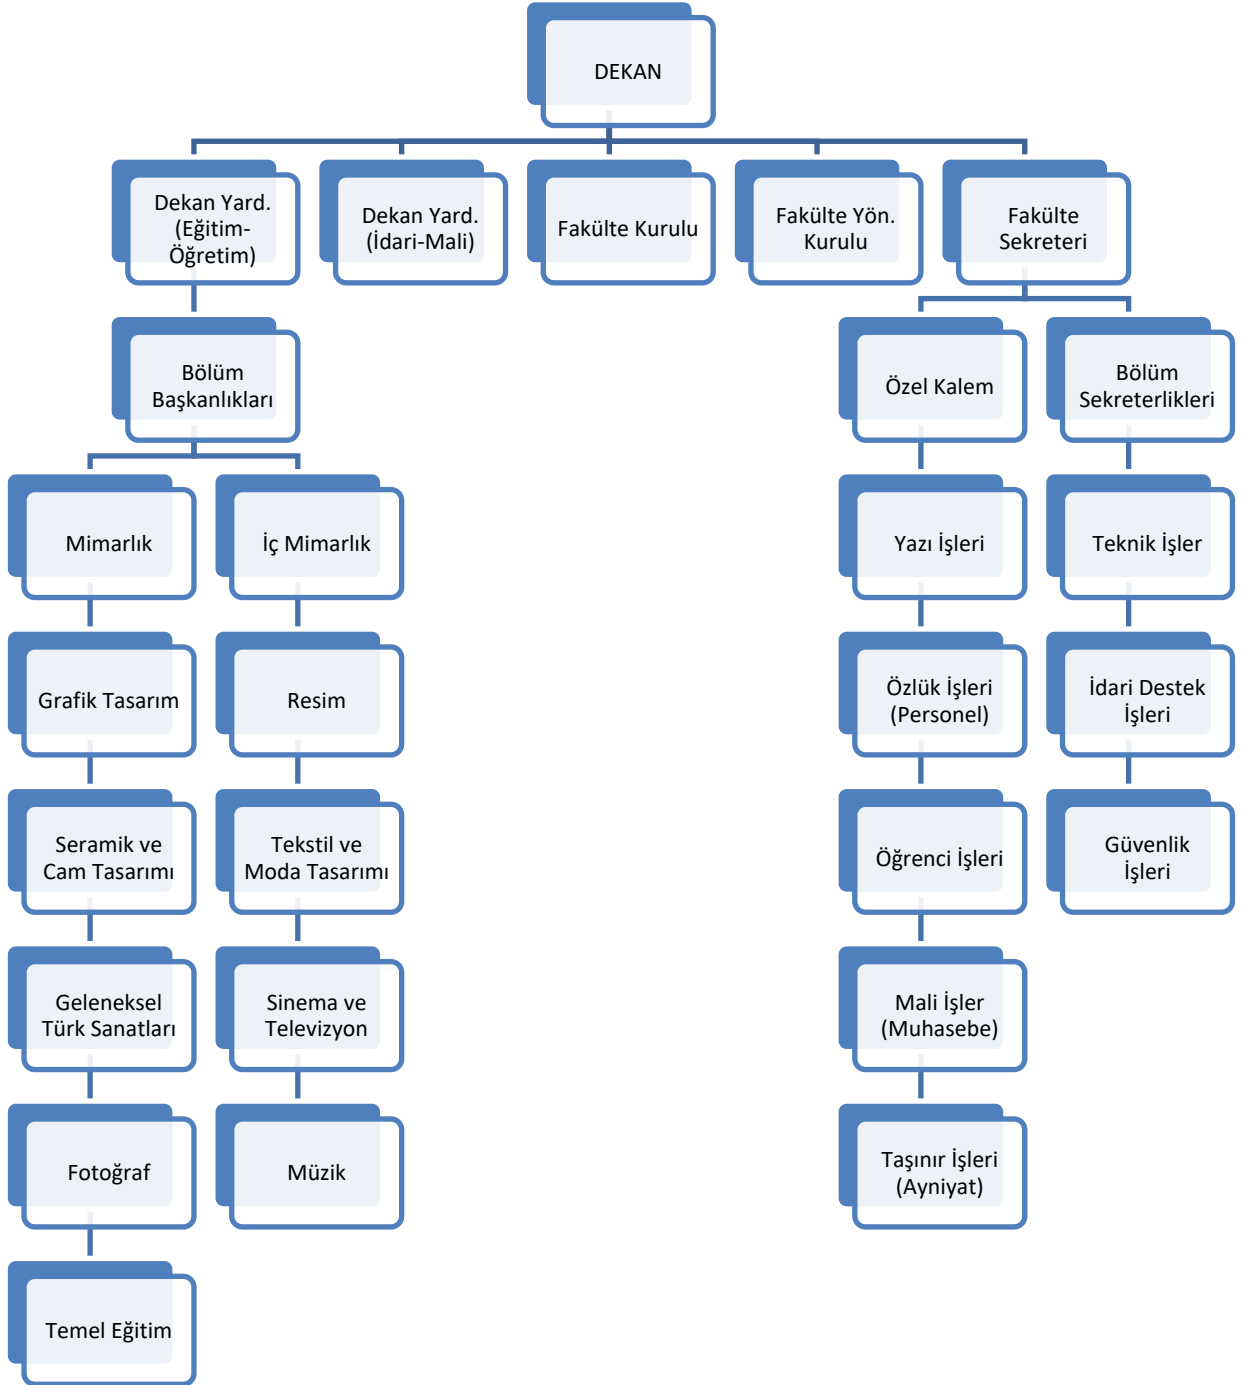 DEKAN
Dekan Yard.
(Eğitim-
Öğretim)
Dekan Yard.
(İdari-Mali)
Fakülte Kurulu
Fakülte Yön.
Kurulu
Fakülte
Sekreteri
Bölüm
Başkanlıkları
Özel Kalem
Bölüm
Sekreterlikleri
Mimarlık
İç Mimarlık
Yazı İşleri
Teknik İşler
Grafik Tasarım
Resim
Özlük İşleri
(Personel)
İdari Destek
İşleri
Seramik ve
Cam Tasarımı
Tekstil ve
Moda Tasarımı
Öğrenci İşleri
Güvenlik
İşleri
Geleneksel
Türk Sanatları
Sinema ve
Televizyon
Mali İşler
(Muhasebe)
Fotoğraf
Müzik
Taşınır İşleri
(Ayniyat)
Temel Eğitim